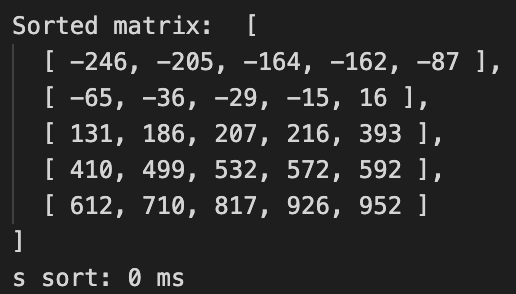 Sorted matrix:  [
  [ -246, -205, -164, -162, -87 ],
  [ -65, -36, -29, -15, 16 ],
  [ 131, 186, 207, 216, 393 ],
  [ 410, 499, 532, 572, 592 ],
  [ 612, 710, 817, 926, 952 ]
]
s sort: 0 ms